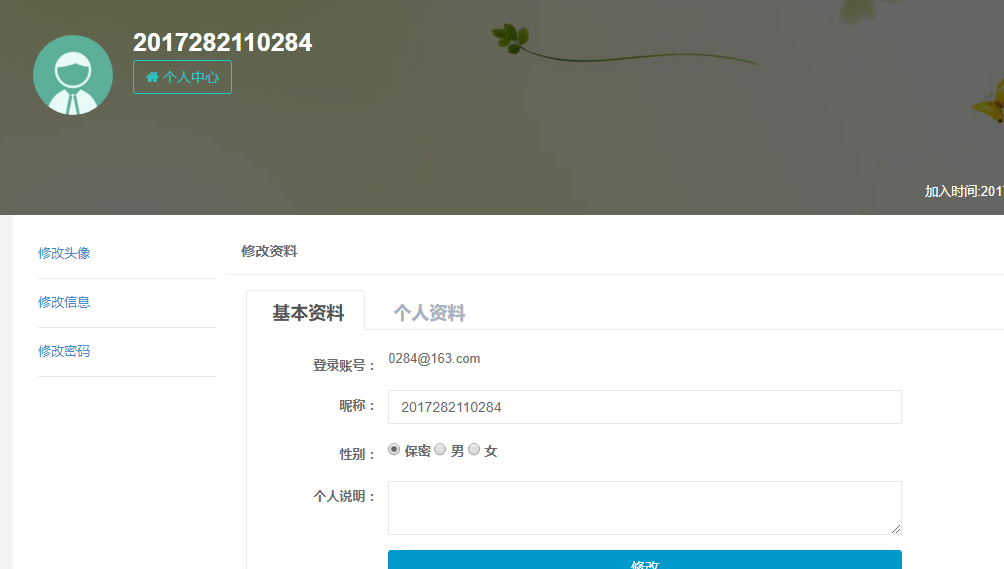 2017282110284
个人中心
加入时间:2017
修改头像
修改信息
修改密码
修改资料
基本资料 个人资料
登录账号： 0284@163.com
昵称： 2017282110284
性别： 保密 男 女
个人说明：
修改